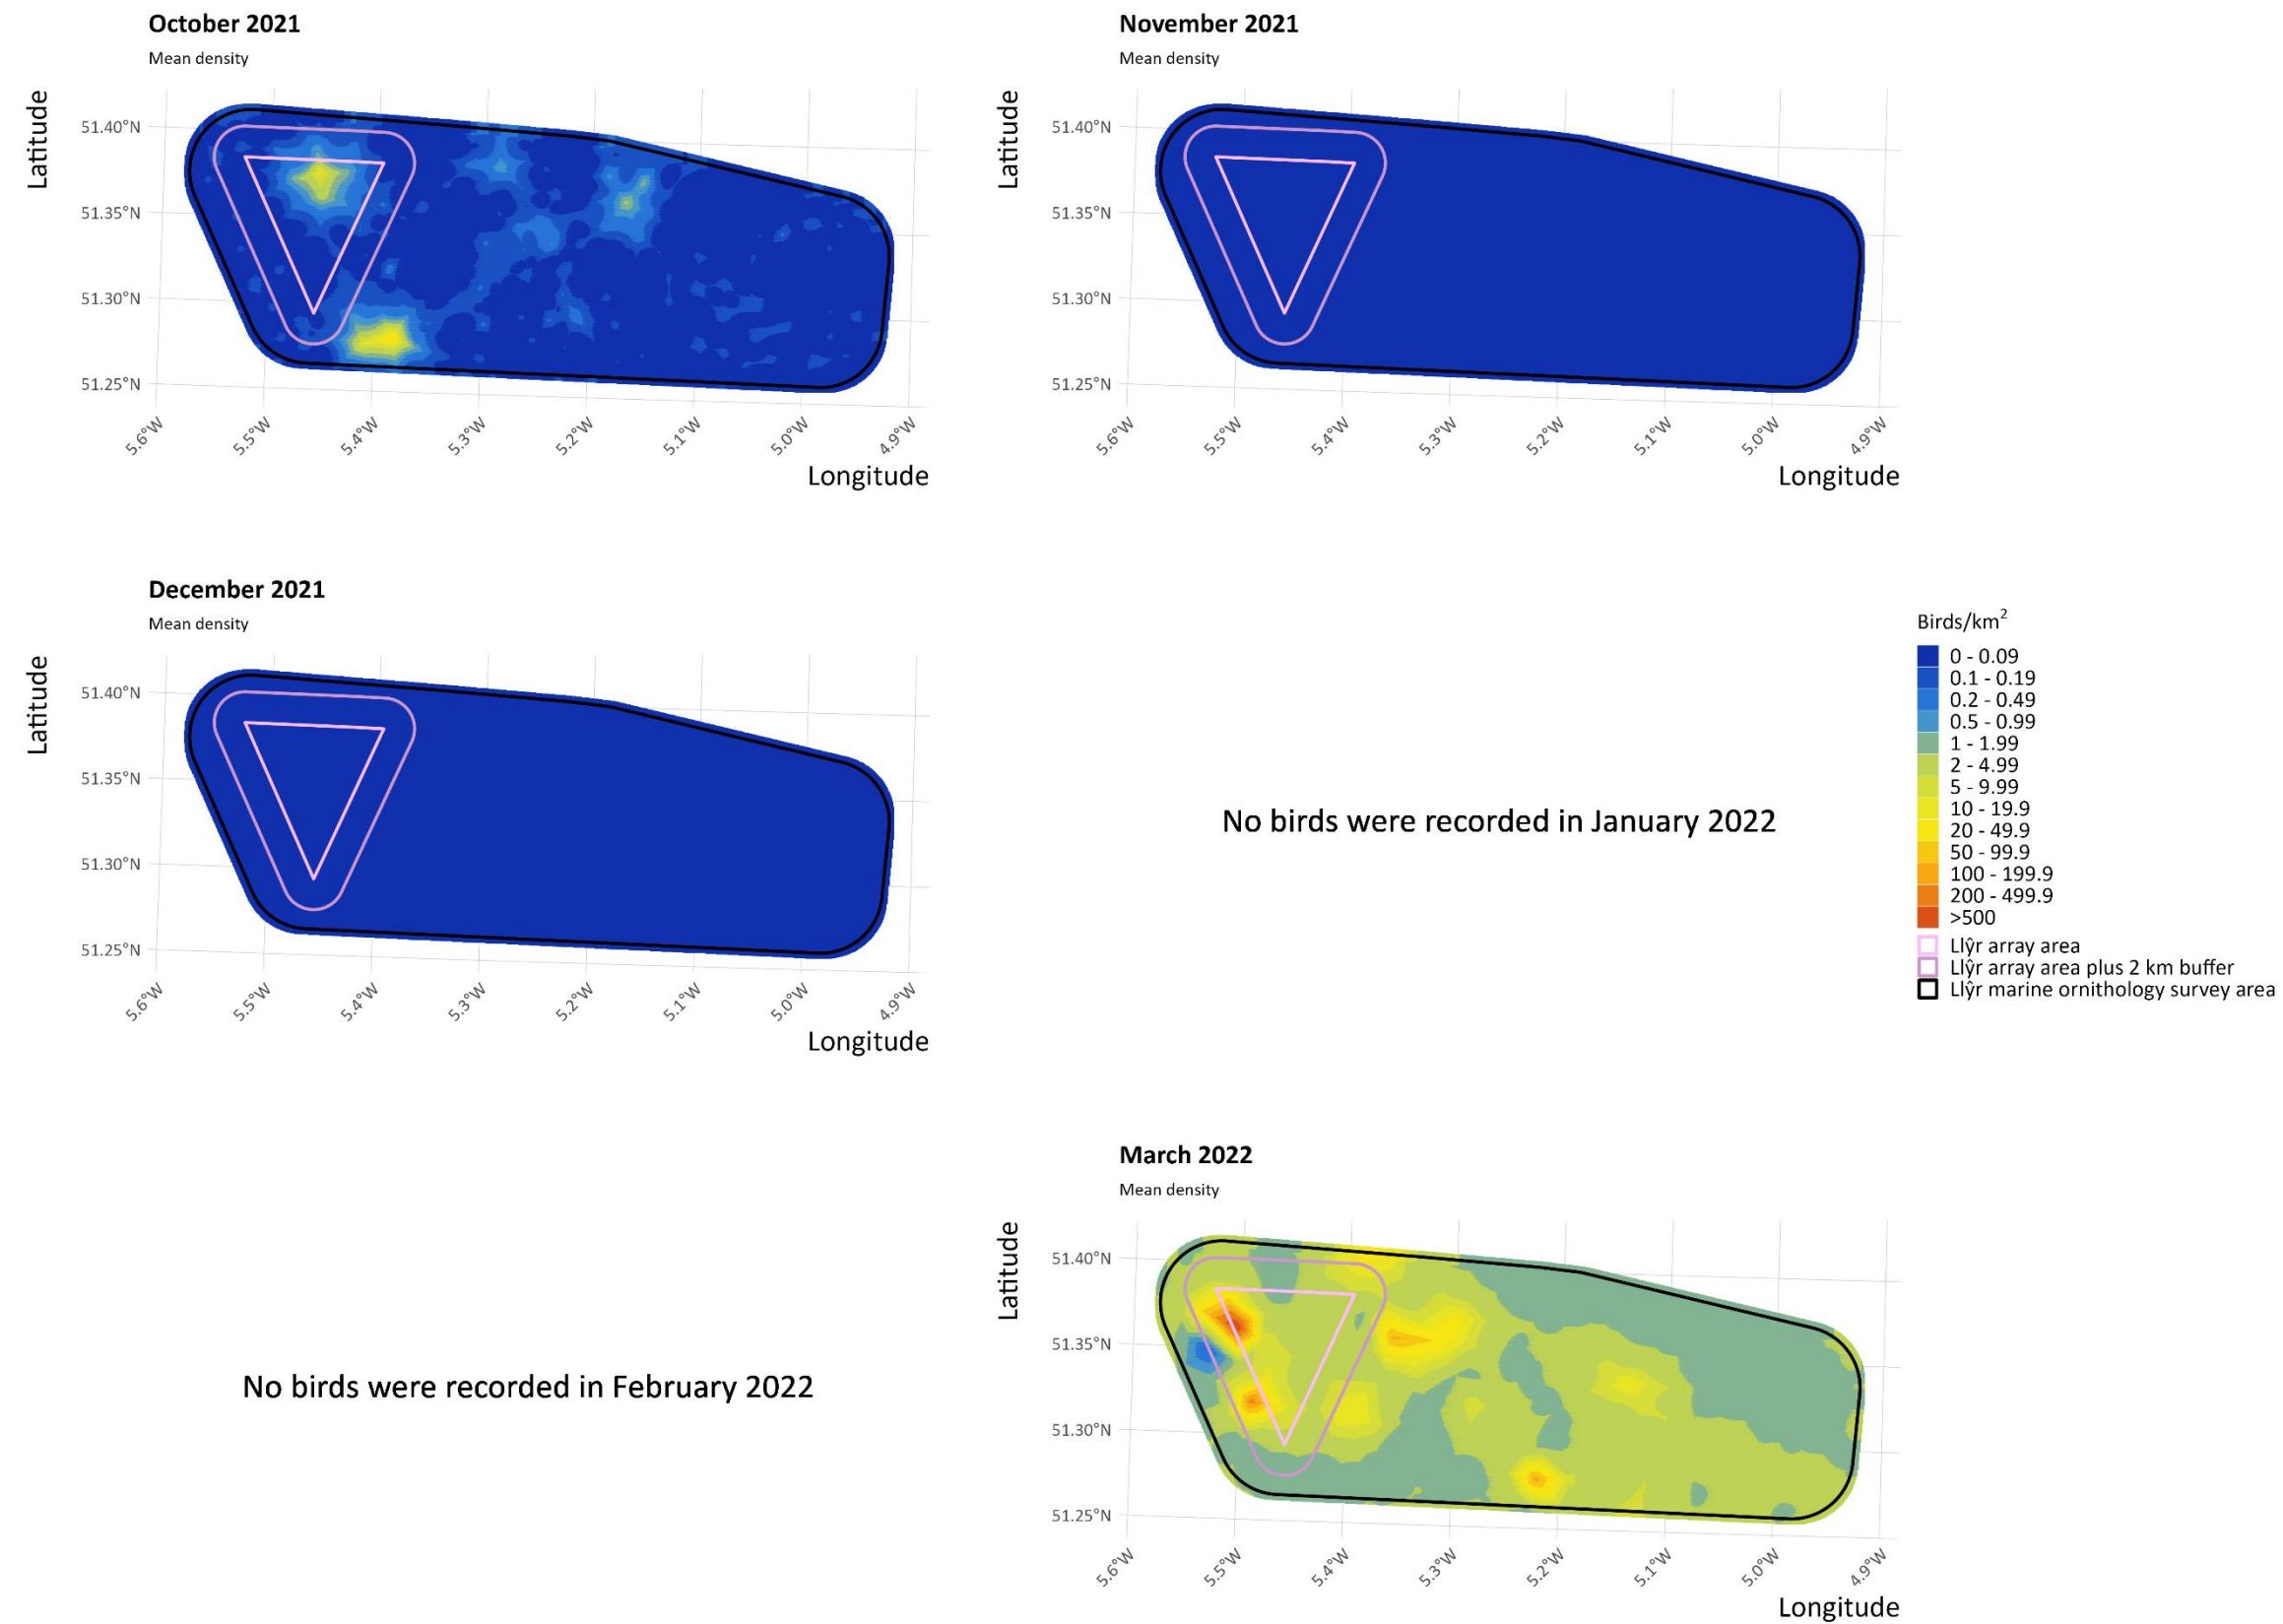 October 2021
Mean density
Latitude
51.40°N
51.35°N
51.30°N
51.25°N
5.6°W
5.5°W
5.4°W
5.3°W
5.2°W
5.1°W
5.0°W
4.9°W
Longitude
November 2021
Mean density
Latitude
51.40°N
51.35°N
51.30°N
51.25°N
5.6°W
5.5°W
5.4°W
5.3°W
5.2°W
5.1°W
5.0°W
4.9°W
Longitude
December 2021
Mean density
Latitude
51.40°N
51.35°N
51.30°N
51.25°N
5.6°W
5.5°W
5.4°W
5.3°W
5.2°W
5.1°W
5.0°W
4.9°W
Longitude
No birds were recorded in January 2022
Birds/km²
0 - 0.09
0.1 - 0.19
0.2 - 0.49
0.5 - 0.99
1 - 1.99
2 - 4.99
5 - 9.99
10 - 19.9
20 - 49.9
50 - 99.9
100 - 199.9
200 - 499.9
>500
Llŷr array area
Llŷr array area plus 2 km buffer
Llŷr marine ornithology survey area
No birds were recorded in February 2022
March 2022
Mean density
Latitude
51.40°N
51.35°N
51.30°N
51.25°N
5.6°W
5.5°W
5.4°W
5.3°W
5.2°W
5.1°W
5.0°W
4.9°W
Longitude